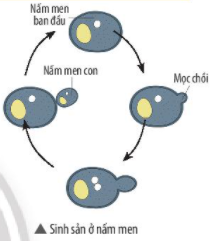 Nấm men
ban đầu
Nấm men con
Mọc chồi
▲ Sinh sản ở nấm men